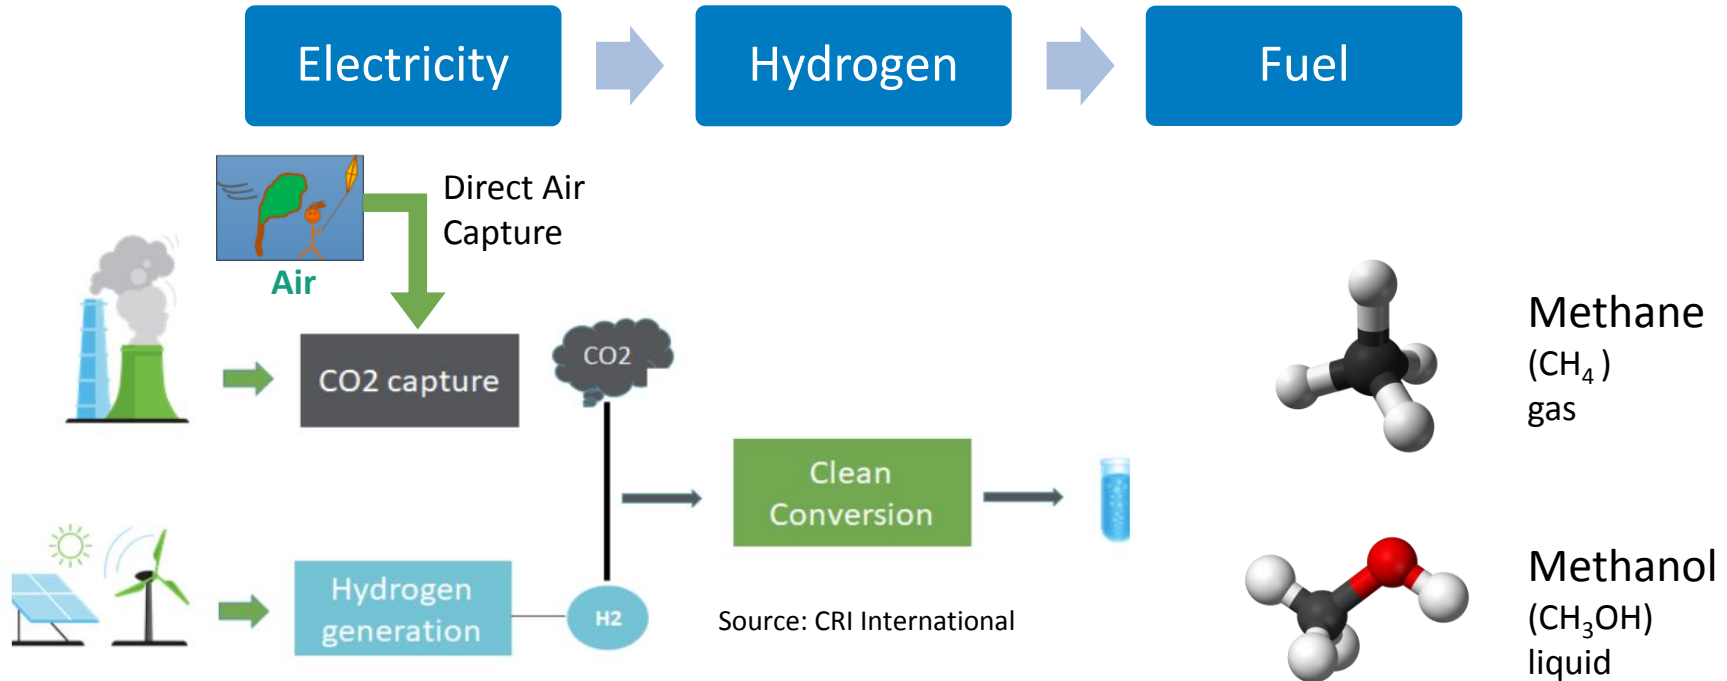 Electricity
Hydrogen
Fuel
Direct Air
Capture
Air
CO2 capture
CO2
Clean
Conversion
Hydrogen
generation
H2
Source: CRI International
Methane
(CH₄ )
gas
Methanol
(CH₃OH)
liquid